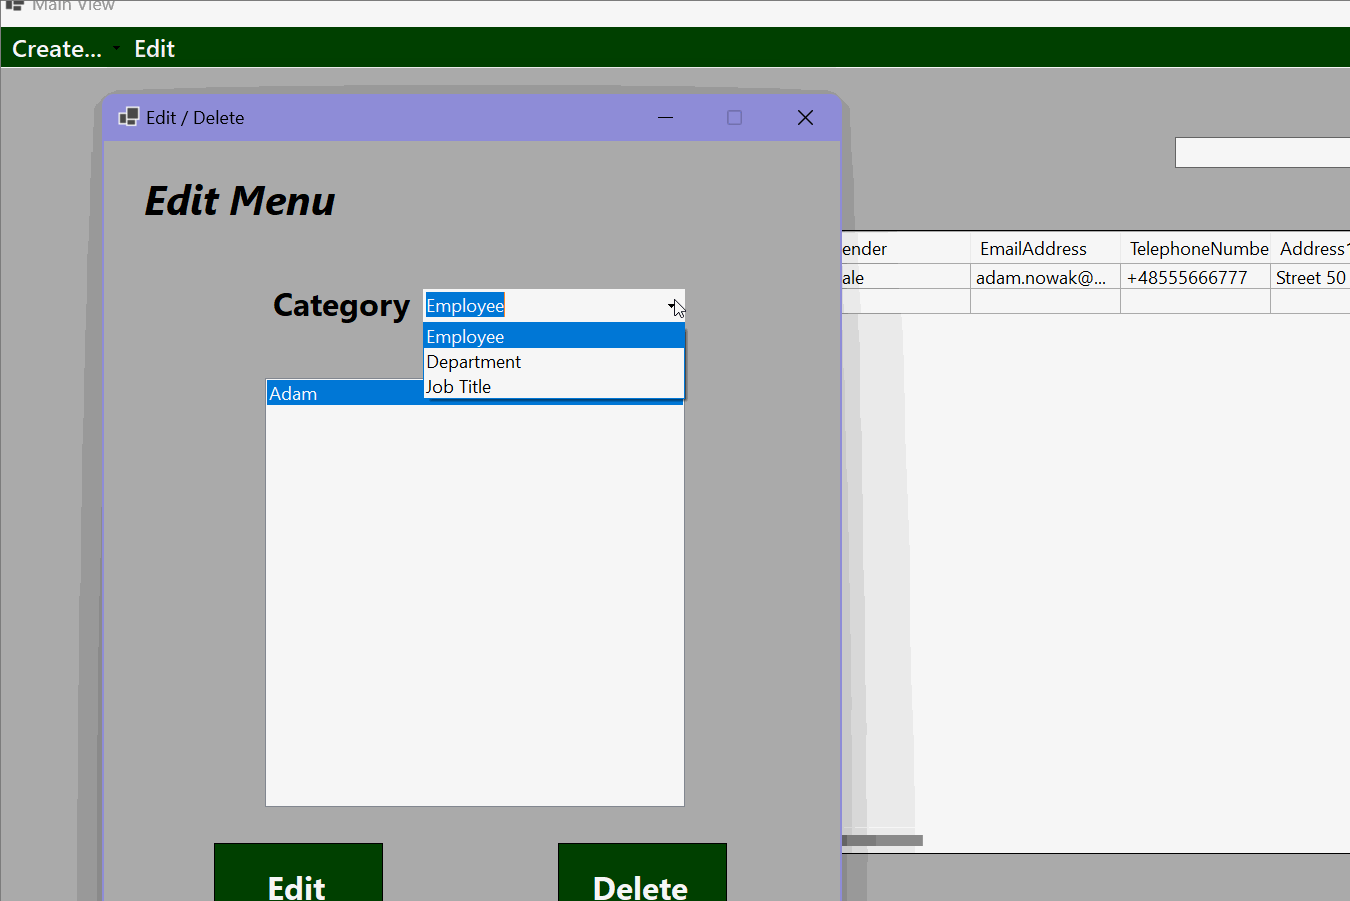 Main View
Create... Edit
Edit / Delete
Edit Menu
Category Employee
Employee
Department
Job Title
Adam
Edit Delete
ender EmailAddress TelephoneNumbe Address1
ale adam.nowak@... +48555666777 Street 50